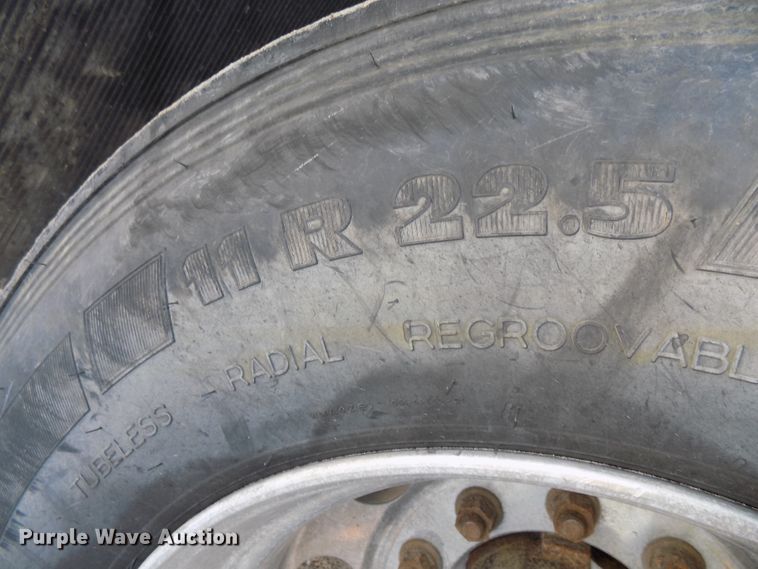 11 R 22.5
TUBELESS - RADIAL REGROOVABL
Purple Wave Auction